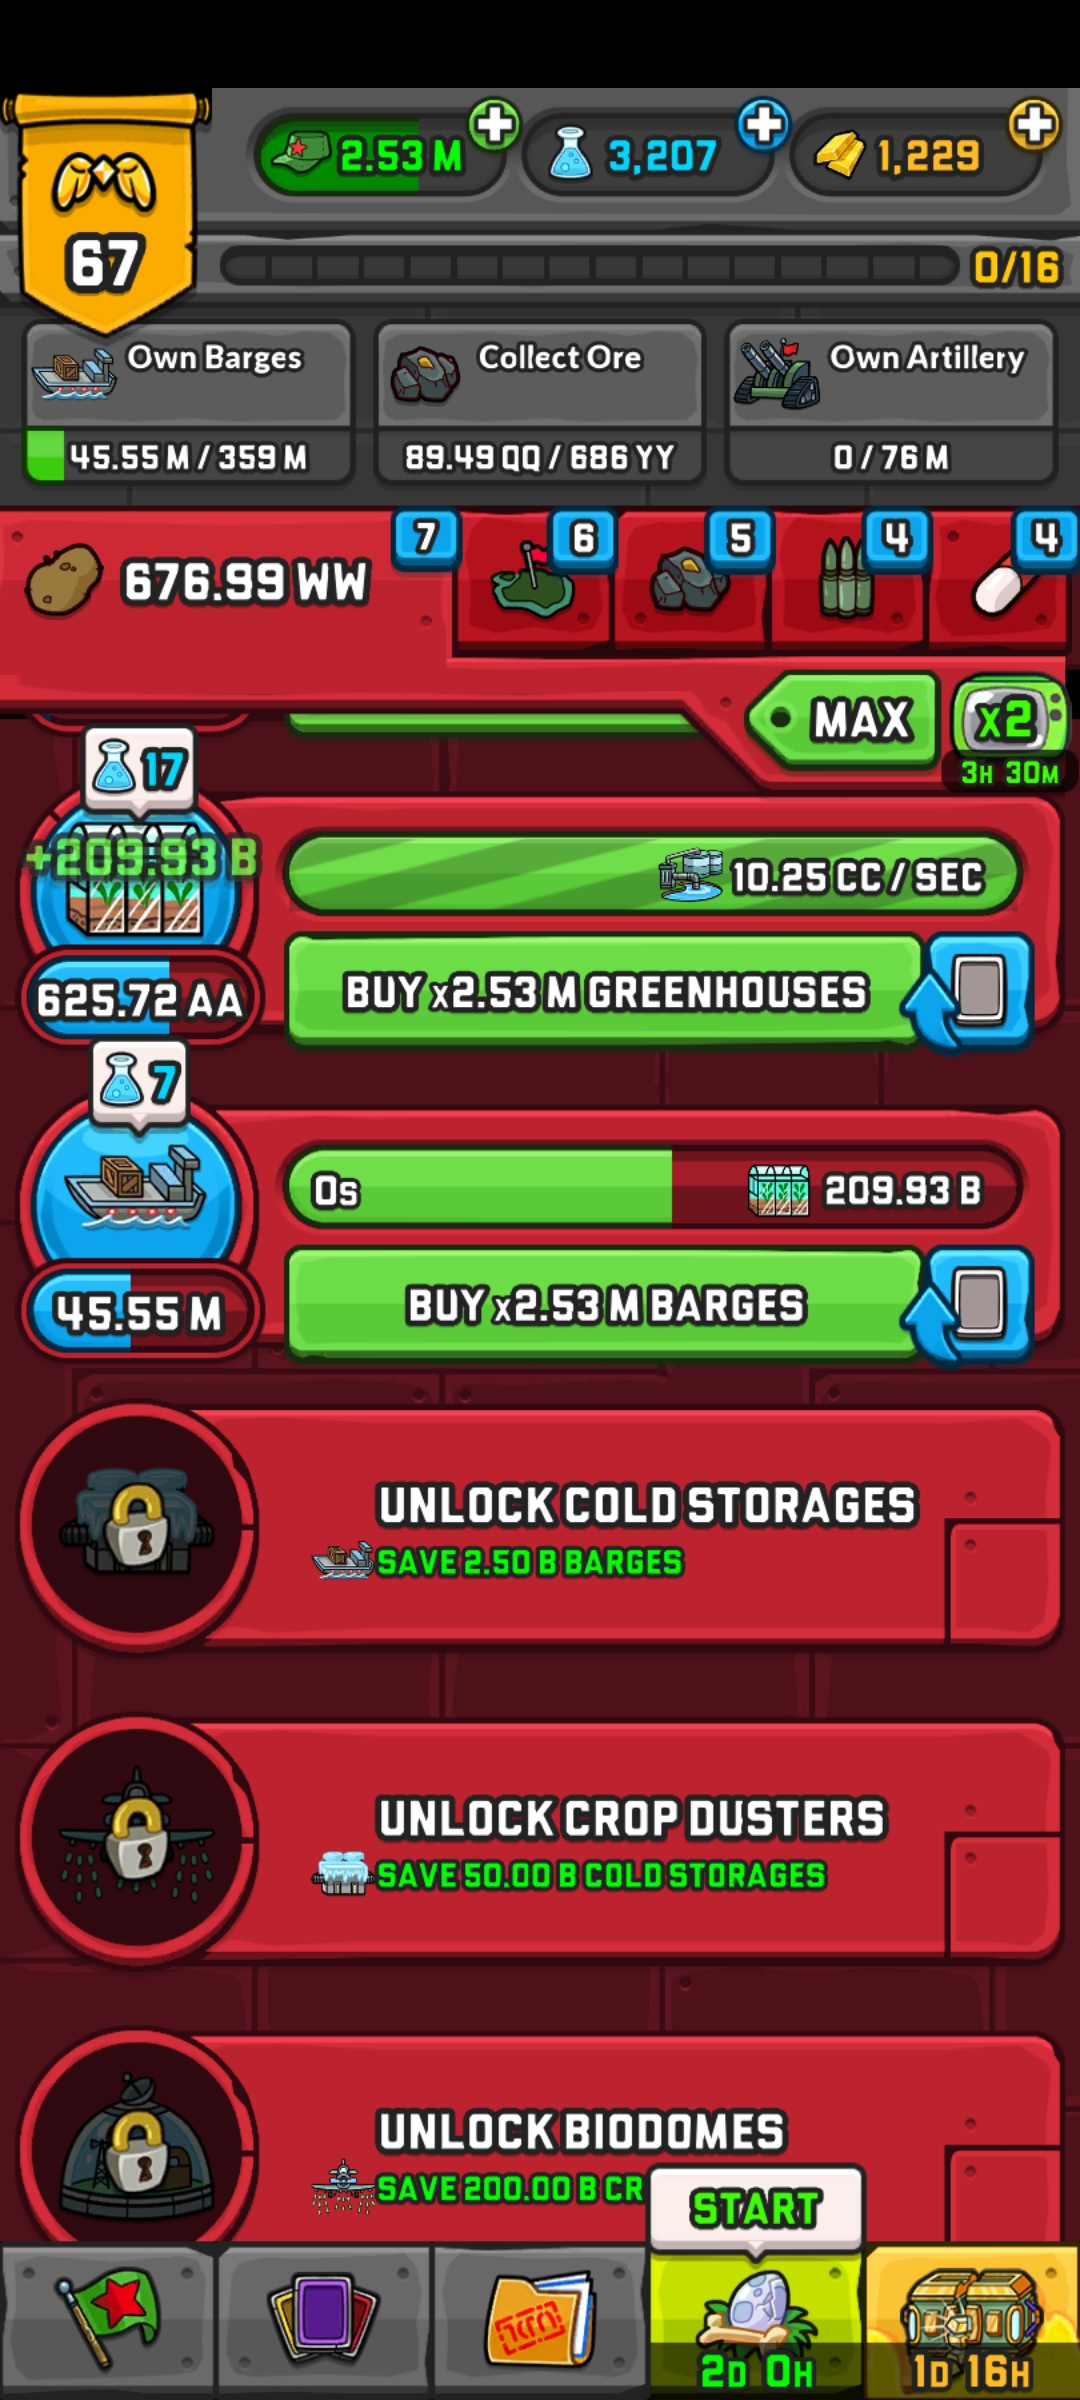 2.53 M
3,207
1,229
67
0/16
Own Barges
45.55 M / 359 M
Collect Ore
89.49 QQ / 686 YY
Own Artillery
0 / 76 M
676.99 WW
7
6
5
4
4
MAX
x2
3H 30M
17
+209.93 B
10.25 CC / SEC
625.72 AA
BUY x2.53 M GREENHOUSES
7
0s
209.93 B
45.55 M
BUY x2.53 M BARGES
UNLOCK COLD STORAGES
SAVE 2.50 B BARGES
UNLOCK CROP DUSTERS
SAVE 50.00 B COLD STORAGES
UNLOCK BIODOMES
SAVE 200.00 B CR
START
2D 0H
1D 16H